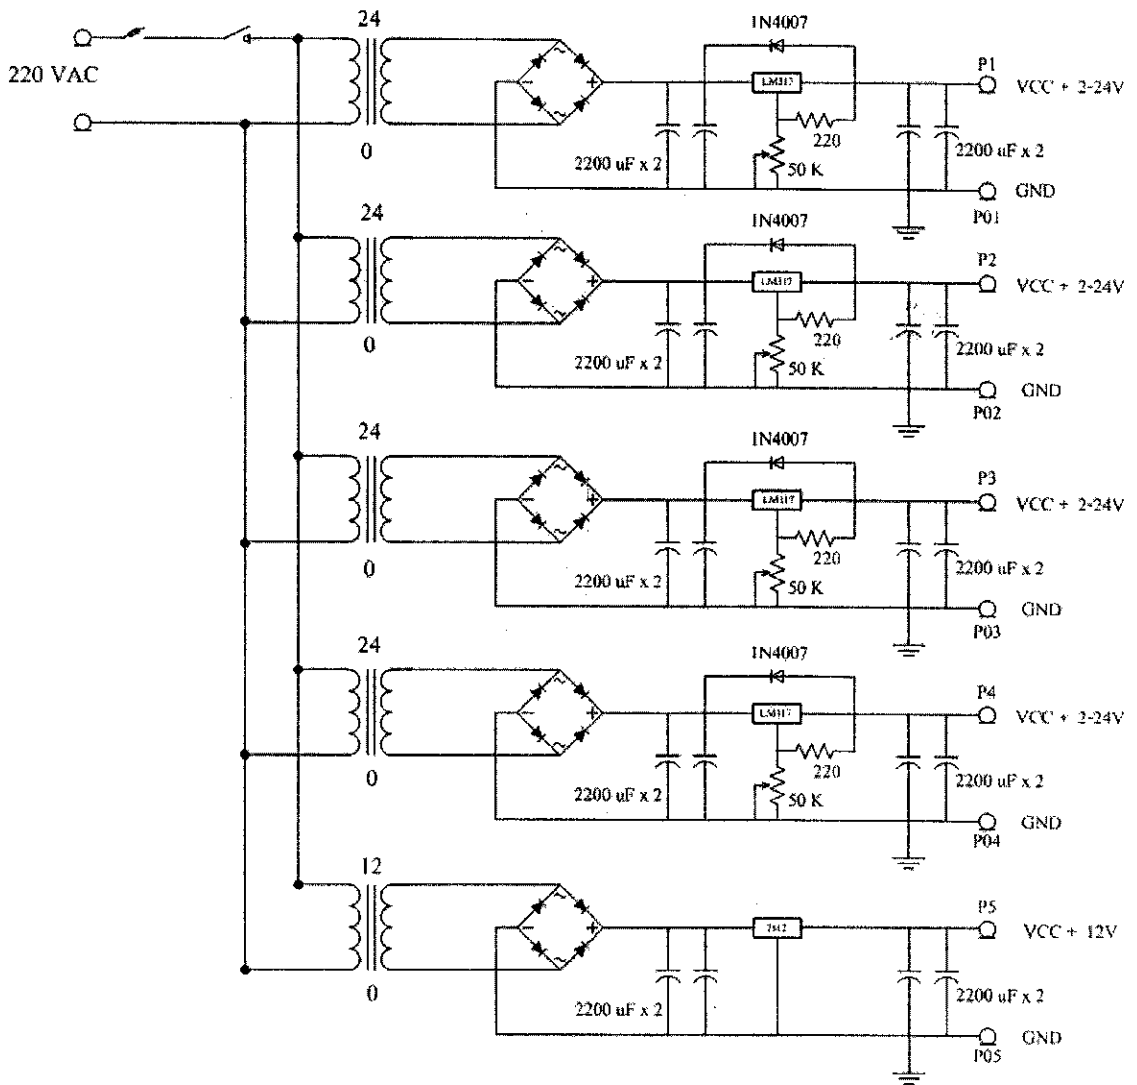 24
1N4007
220 VAC
LM317
P1
VCC + 2-24V
0
2200 uF x 2
220
50 K
2200 uF x 2
GND
P01
24
1N4007
LM317
P2
VCC + 2-24V
0
2200 uF x 2
220
50 K
2200 uF x 2
GND
P02
24
1N4007
LM317
P3
VCC + 2-24V
0
2200 uF x 2
220
50 K
2200 uF x 2
GND
P03
24
1N4007
LM317
P4
VCC + 2-24V
0
2200 uF x 2
220
50 K
2200 uF x 2
GND
P04
12
7812
P5
VCC + 12V
0
2200 uF x 2
2200 uF x 2
GND
P05